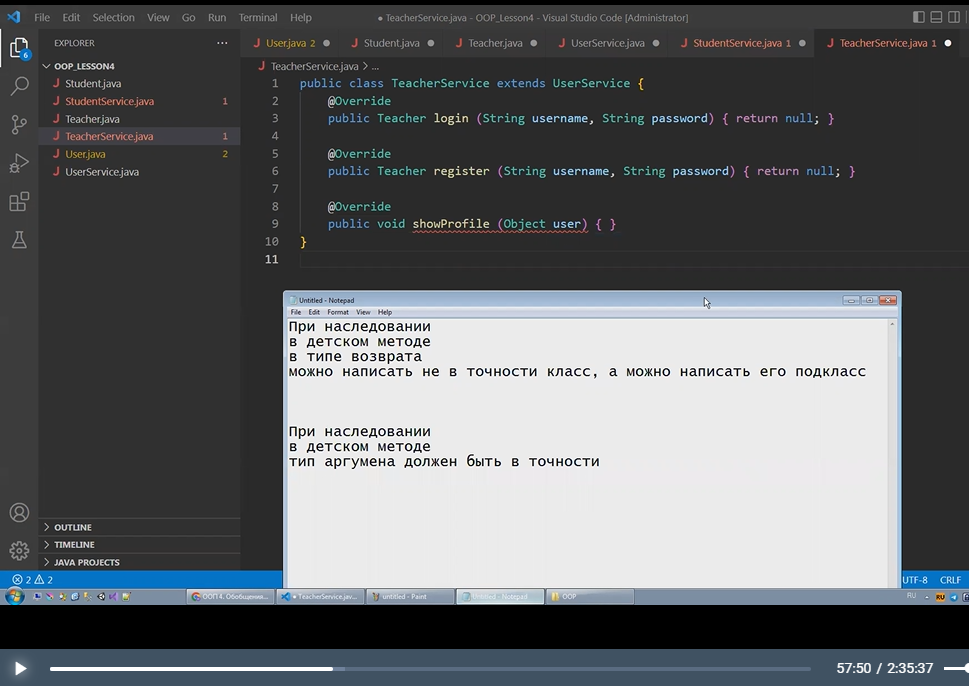 File Edit Selection View Go Run Terminal Help
● TeacherService.java - OOP_Lesson4 - Visual Studio Code [Administrator]
EXPLORER ···
User.java 2 ●
Student.java ●
Teacher.java ●
UserService.java ●
StudentService.java 1 ●
TeacherService.java 1 ●
OOP_LESSON4
Student.java
StudentService.java 1
Teacher.java
TeacherService.java 1
User.java 2
UserService.java
6
TeacherService.java > ...
1 public class TeacherService extends UserService {
2 @Override
3 public Teacher login (String username, String password) { return null; }
4
5 @Override
6 public Teacher register (String username, String password) { return null; }
7
8 @Override
9 public void showProfile (Object user) { }
10 }
11
Untitled - Notepad
File Edit Format View Help
При наследовании
в детском методе
в типе возврата
можно написать не в точности класс, а можно написать его подкласс
При наследовании
в детском методе
тип аргумена должен быть в точности
OUTLINE
TIMELINE
JAVA PROJECTS
2 2
UTF-8 CRLF
ООП4. Обобщения...
● TeacherService.jav...
untitled - Paint
Untitled - Notepad
OOP
RU
RU
57:50 / 2:35:37